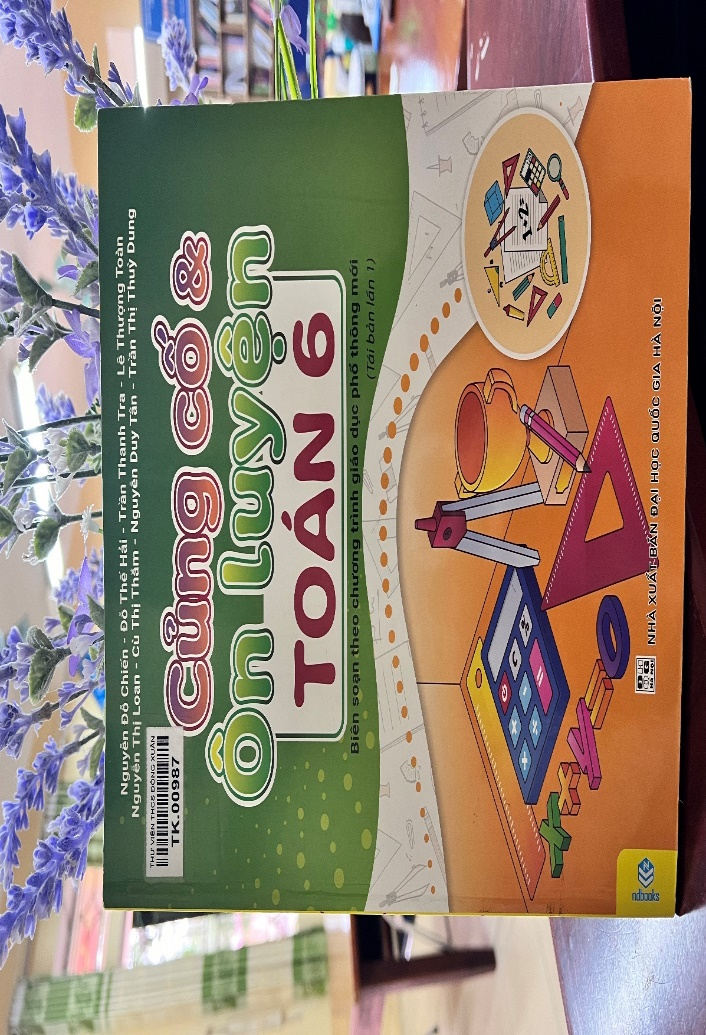 Nguyễn Đỗ Chiến - Đỗ Thế Hải - Trần Thanh Tra - Lê Thượng Toàn
Nguyễn Thị Loan - Cù Thị Thắm - Nguyễn Duy Tân - Trần Thị Thuỳ Dung
THƯ VIỆN THCS ĐÔNG XUÂN
TK.00987
Củng cố &
Ôn luyện
TOÁN 6
Biên soạn theo chương trình giáo dục phổ thông mới
(Tái bản lần 1)
NHÀ XUẤT BẢN ĐẠI HỌC QUỐC GIA HÀ NỘI
ndbooks